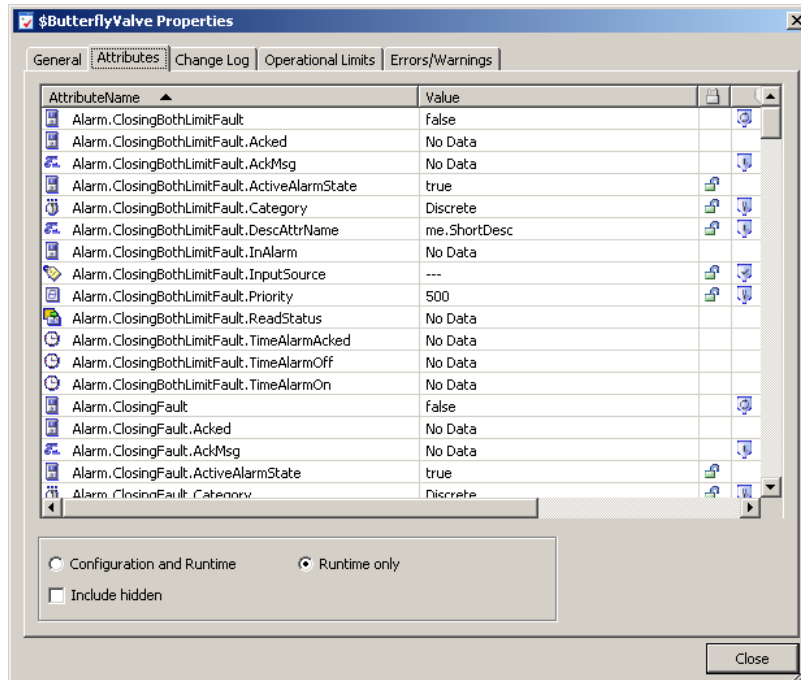 $ButterflyValve Properties
General Attributes Change Log Operational Limits Errors/Warnings
AttributeName Value
Alarm.ClosingBothLimitFault false
Alarm.ClosingBothLimitFault.Acked No Data
Alarm.ClosingBothLimitFault.AckMsg No Data
Alarm.ClosingBothLimitFault.ActiveAlarmState true
Alarm.ClosingBothLimitFault.Category Discrete
Alarm.ClosingBothLimitFault.DescAttrName me.ShortDesc
Alarm.ClosingBothLimitFault.InAlarm No Data
Alarm.ClosingBothLimitFault.InputSource ---
Alarm.ClosingBothLimitFault.Priority 500
Alarm.ClosingBothLimitFault.ReadStatus No Data
Alarm.ClosingBothLimitFault.TimeAlarmAcked No Data
Alarm.ClosingBothLimitFault.TimeAlarmOff No Data
Alarm.ClosingBothLimitFault.TimeAlarmOn No Data
Alarm.ClosingFault false
Alarm.ClosingFault.Acked No Data
Alarm.ClosingFault.AckMsg No Data
Alarm.ClosingFault.ActiveAlarmState true
Alarm.ClosingFault.Category Discrete
Configuration and Runtime Runtime only
Include hidden
Close